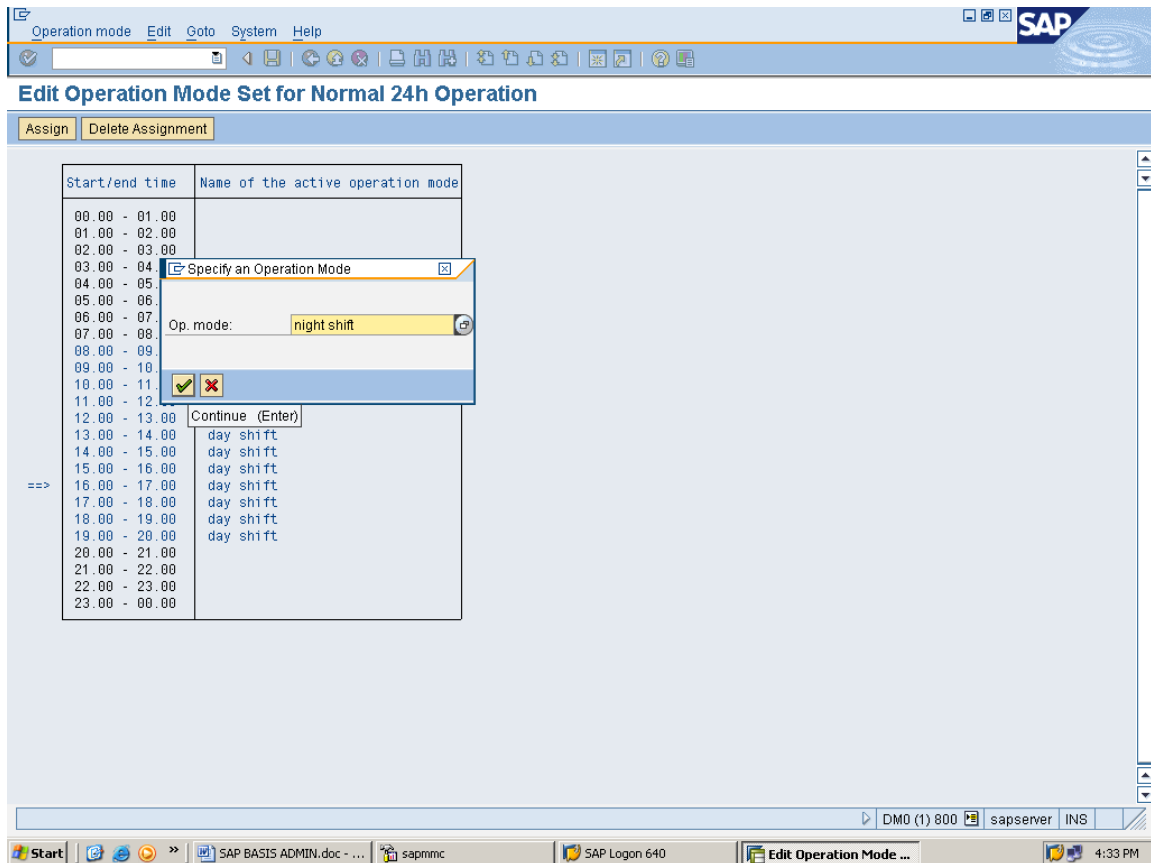 Operation mode Edit Goto System Help
SAP
Edit Operation Mode Set for Normal 24h Operation
Assign Delete Assignment
Start/end time Name of the active operation mode
00.00 - 01.00
01.00 - 02.00
02.00 - 03.00
03.00 - 04.
04.00 - 05.
05.00 - 06.
06.00 - 07.
07.00 - 08.
08.00 - 09.
09.00 - 10.
10.00 - 11.
11.00 - 12.
Specify an Operation Mode
Op. mode: night shift
Continue (Enter)
12.00 - 13.00
13.00 - 14.00 day shift
14.00 - 15.00 day shift
15.00 - 16.00 day shift
==> 16.00 - 17.00 day shift
17.00 - 18.00 day shift
18.00 - 19.00 day shift
19.00 - 20.00 day shift
20.00 - 21.00
21.00 - 22.00
22.00 - 23.00
23.00 - 00.00
DM0 (1) 800 sapserver INS
Start » SAP BASIS ADMIN.doc - ... sapmmc SAP Logon 640 Edit Operation Mode ... 4:33 PM